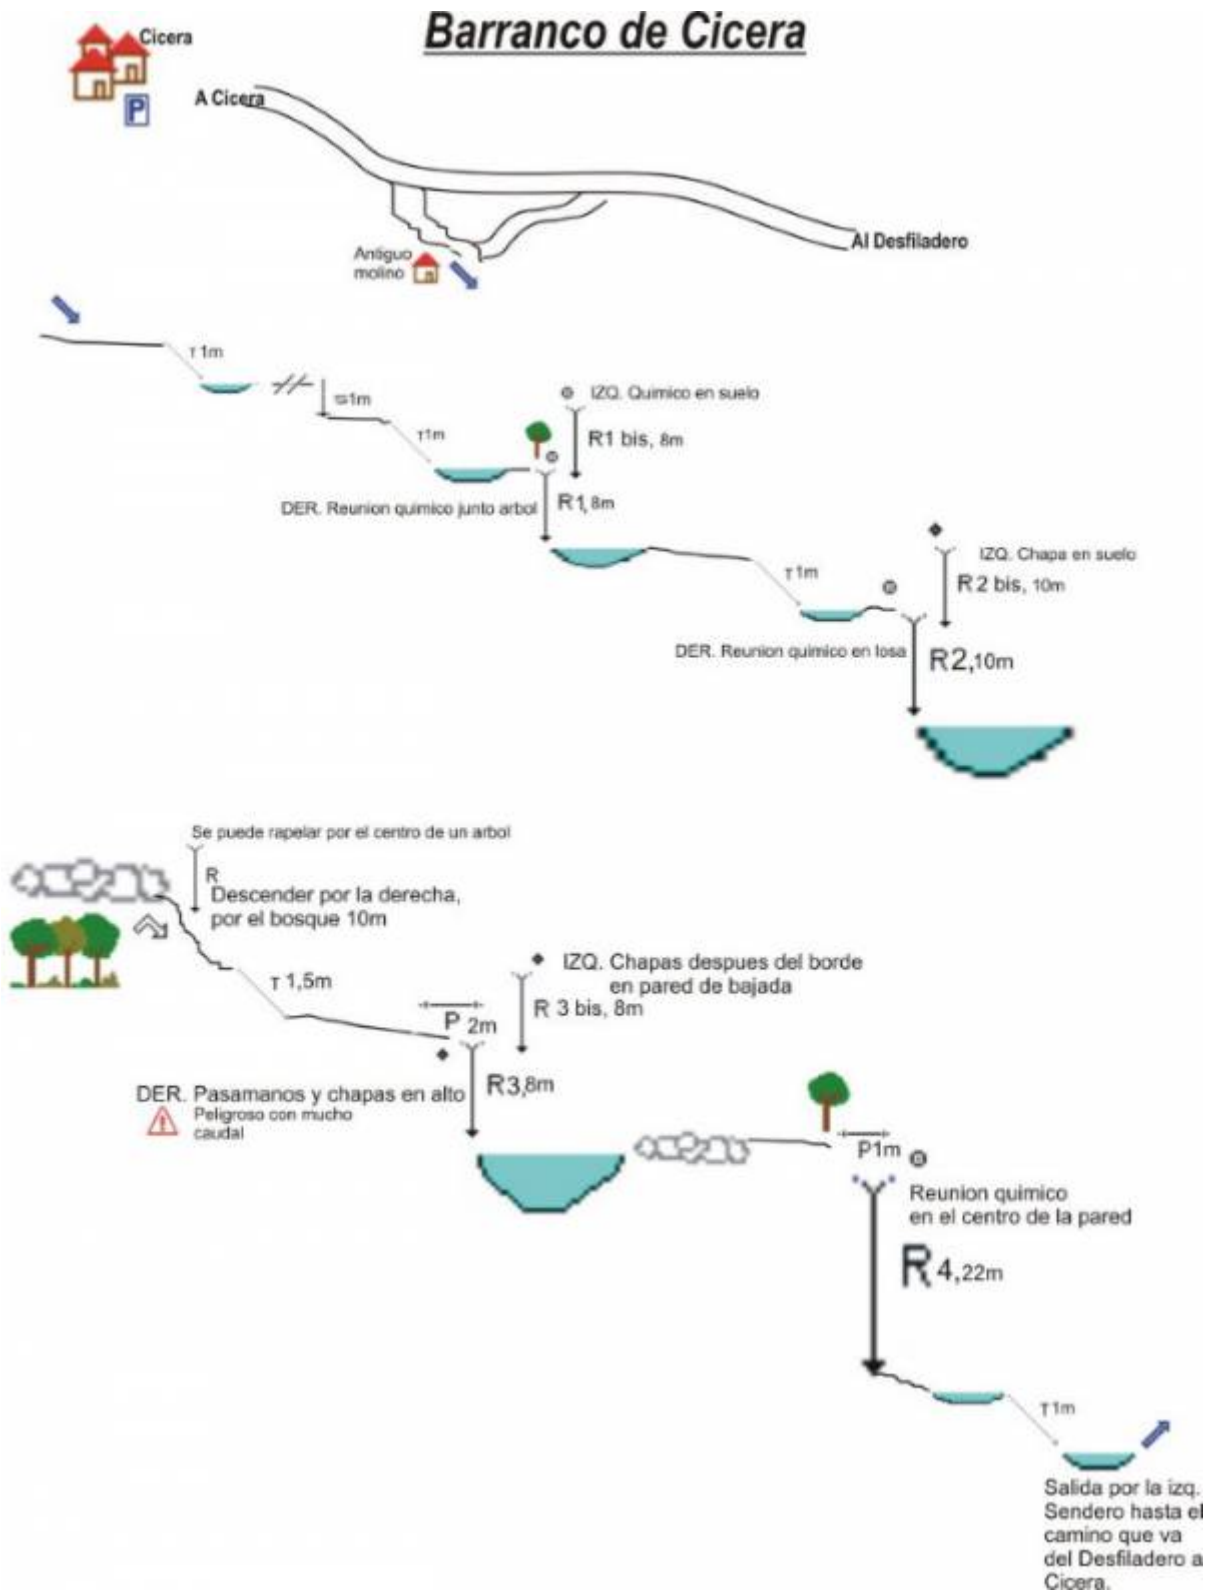 Barranco de Cicera
Cicera
P
A Cicera
Al Desfiladero
Antiguo
molino
T 1m
1m
T1m
IZQ. Quimico en suelo
R1 bis, 8m
DER. Reunion quimico junto arbol
R1,8m
IZQ. Chapa en suelo
T1m
R2 bis, 10m
DER. Reunion quimico en losa
R2,10m
Se puede rapelar por el centro de un arbol
R
Descender por la derecha,
por el bosque 10m
T 1,5m
IZQ. Chapas despues del borde
en pared de bajada
R 3 bis, 8m
P 2m
DER. Pasamanos y chapas en alto
Peligroso con mucho
caudal
R3,8m
P1m
Reunion quimico
en el centro de la pared
R4,22m
T1m
Salida por la izq.
Sendero hasta el
camino que va
del Desfiladero a
Cicera.